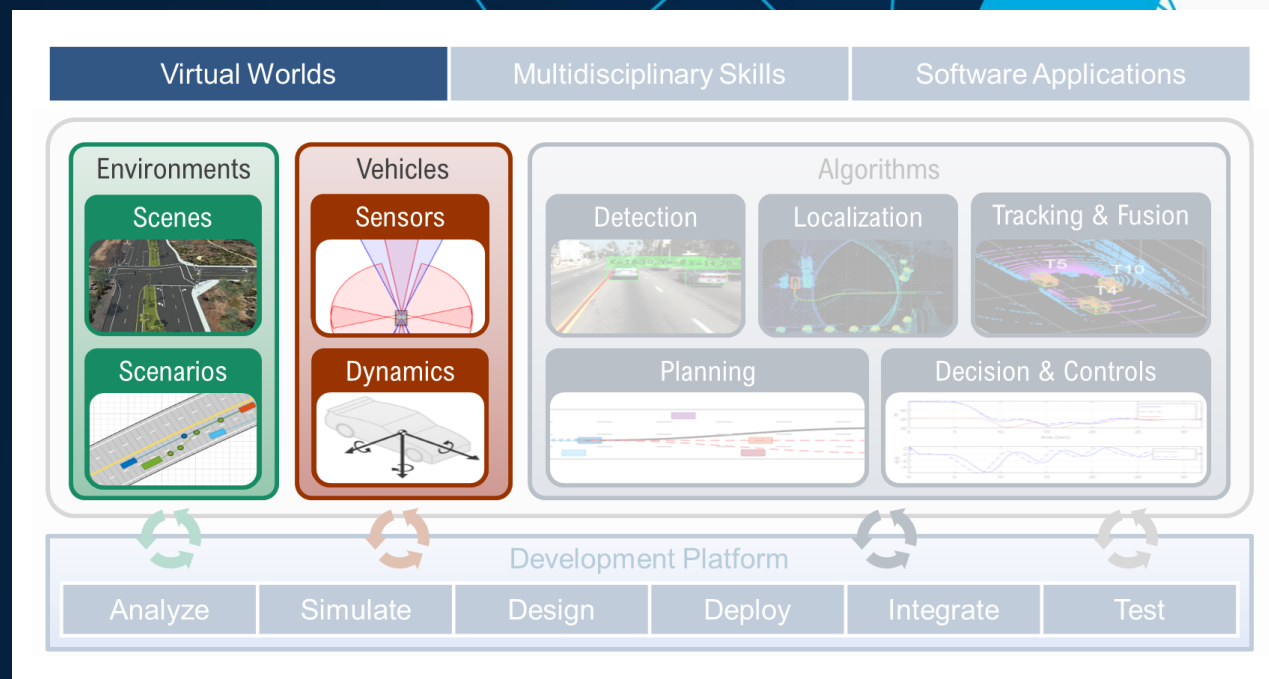 Virtual Worlds
Multidisciplinary Skills
Software Applications
Environments
Vehicles
Algorithms
Scenes
Sensors
Detection
Localization
Tracking & Fusion
T5
T10
T4
Scenarios
Dynamics
Planning
Decision & Controls
Development Platform
Analyze
Simulate
Design
Deploy
Integrate
Test